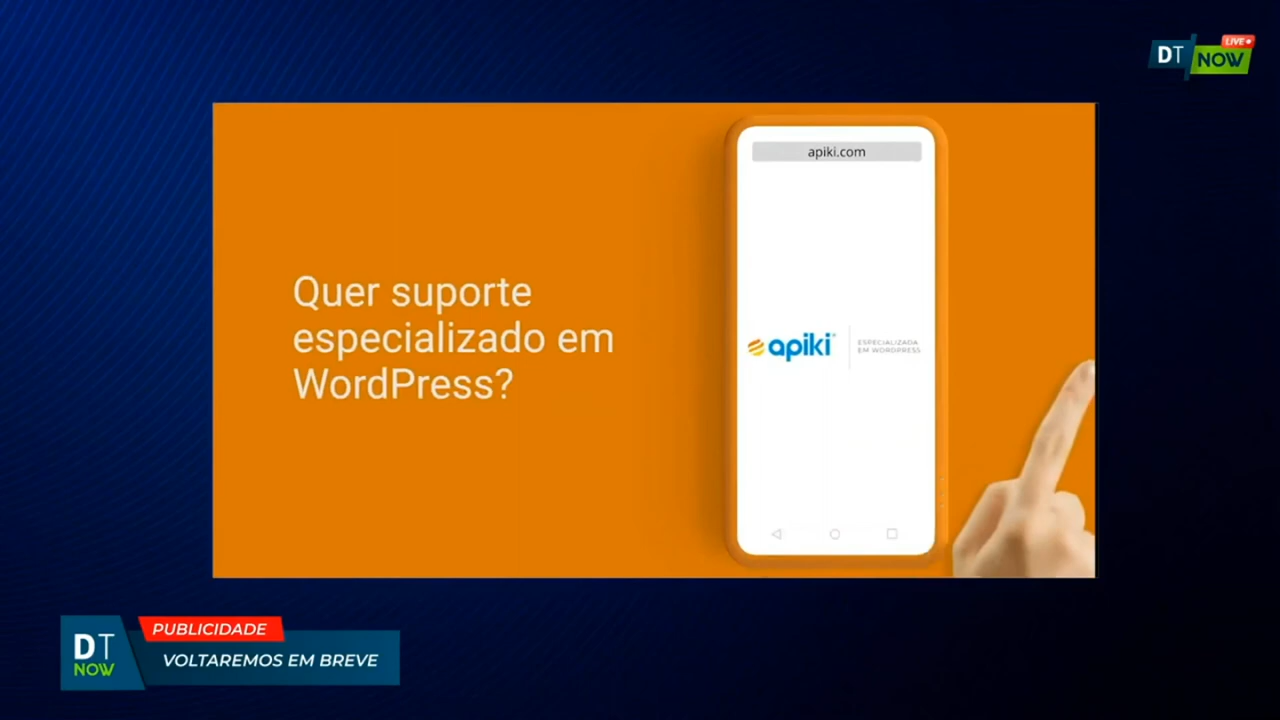 DT
LIVE
NOW
apiki.com
Quer suporte
especializado em
WordPress?
apiki
ESPECIALIZADA
EM WORDPRESS
DT
NOW
PUBLICIDADE
VOLTAREMOS EM BREVE